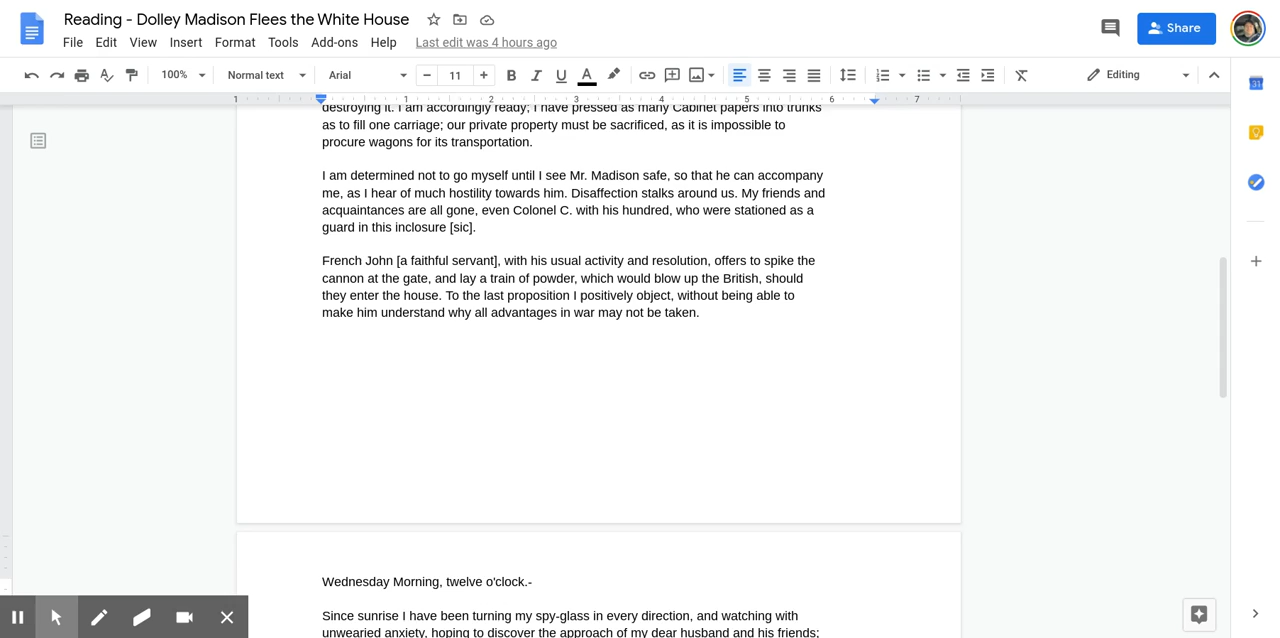 Reading - Dolley Madison Flees the White House
File Edit View Insert Format Tools Add-ons Help Last edit was 4 hours ago
Share
100% Normal text Arial 11 Editing
1 1 2 3 4 5 6 7
31
destroying it. I am accordingly ready; I have pressed as many Cabinet papers into trunks
as to fill one carriage; our private property must be sacrificed, as it is impossible to
procure wagons for its transportation.
I am determined not to go myself until I see Mr. Madison safe, so that he can accompany
me, as I hear of much hostility towards him. Disaffection stalks around us. My friends and
acquaintances are all gone, even Colonel C. with his hundred, who were stationed as a
guard in this inclosure [sic].
French John [a faithful servant], with his usual activity and resolution, offers to spike the
cannon at the gate, and lay a train of powder, which would blow up the British, should
they enter the house. To the last proposition I positively object, without being able to
make him understand why all advantages in war may not be taken.
Wednesday Morning, twelve o'clock.-
Since sunrise I have been turning my spy-glass in every direction, and watching with
unwearied anxiety, hoping to discover the approach of my dear husband and his friends;